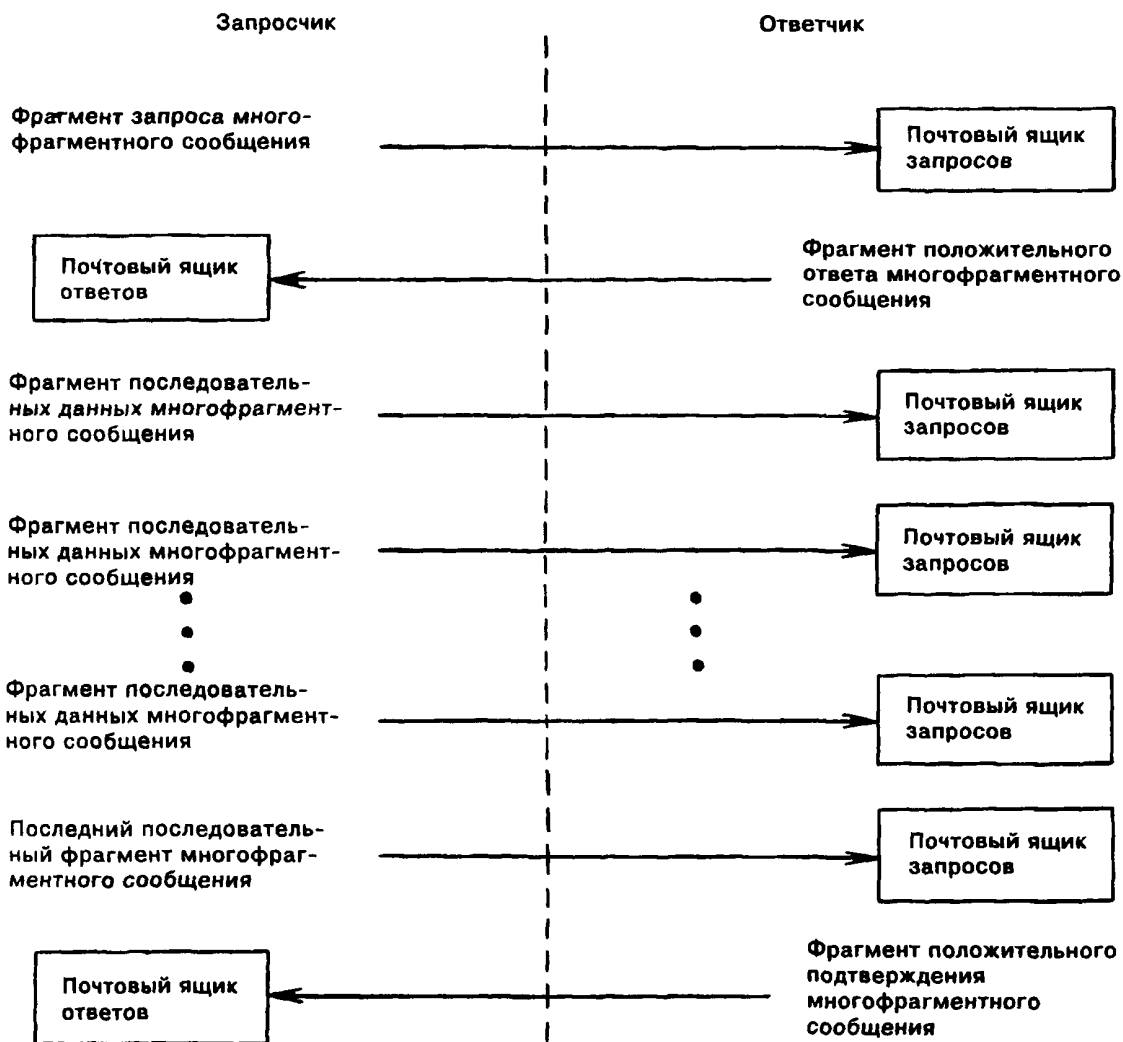 Запросчик
Ответчик
Фрагмент запроса много-
фрагментного сообщения
Почтовый ящик
запросов
Почтовый ящик
ответов
Фрагмент положительного
ответа многофрагментного
сообщения
Фрагмент последователь-
ных данных многофрагмент-
ного сообщения
Почтовый ящик
запросов
Фрагмент последователь-
ных данных многофрагмент-
ного сообщения
Почтовый ящик
запросов
Фрагмент последователь-
ных данных многофрагмент-
ного сообщения
Почтовый ящик
запросов
Последний последователь-
ный фрагмент многофраг-
ментного сообщения
Почтовый ящик
запросов
Почтовый ящик
ответов
Фрагмент положительного
подтверждения
многофрагментного
сообщения